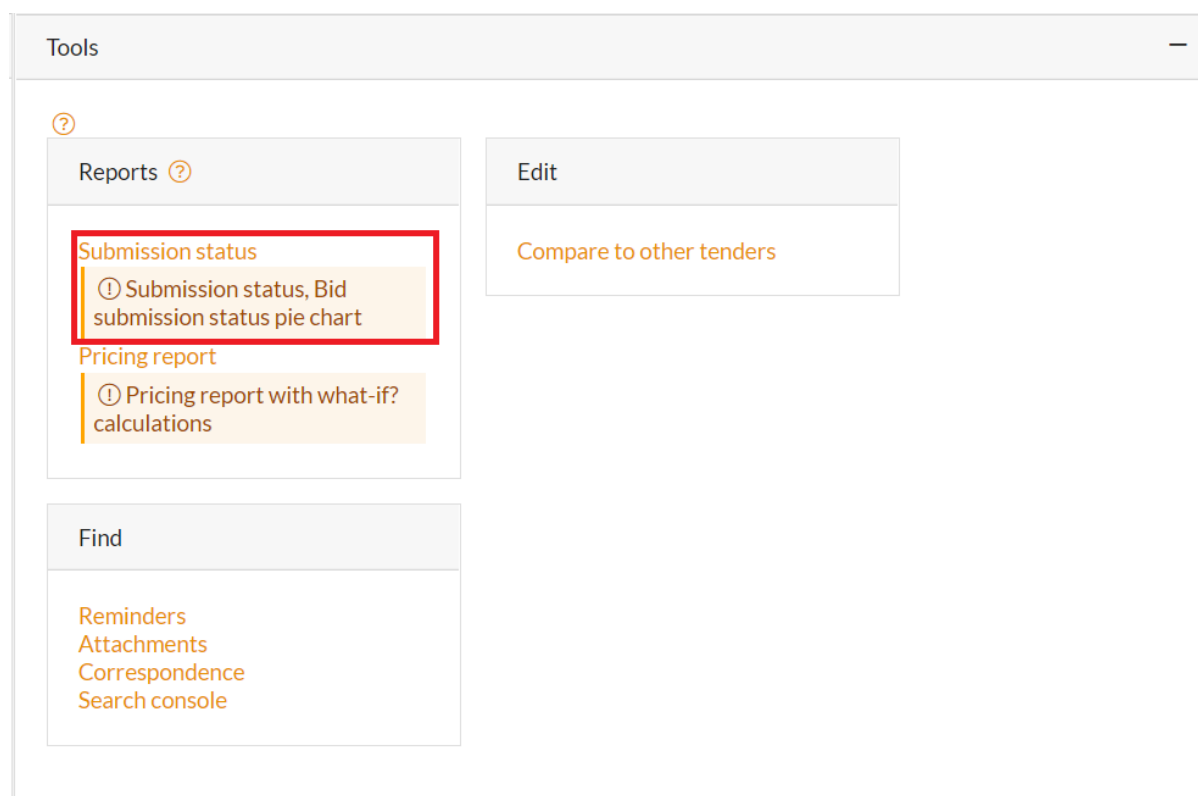 Tools
Reports
Submission status
Submission status, Bid
submission status pie chart
Pricing report
Pricing report with what-if?
calculations
Edit
Compare to other tenders
Find
Reminders
Attachments
Correspondence
Search console